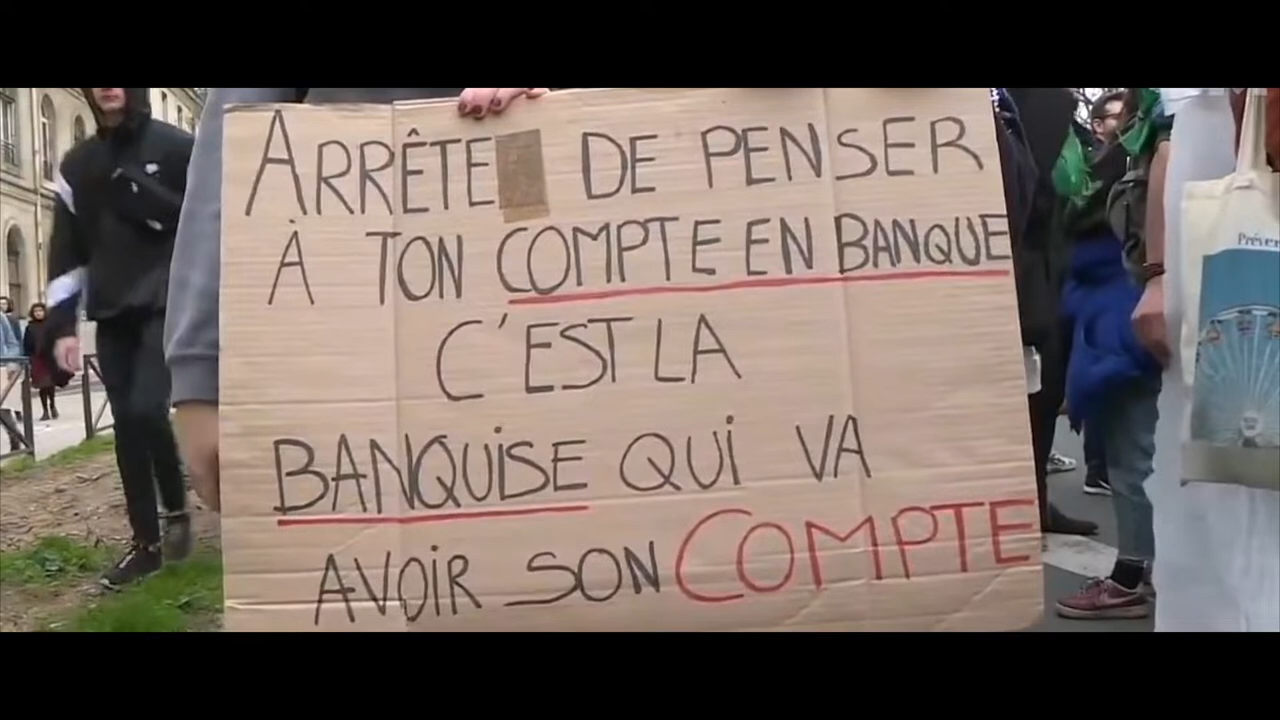 ARRÊTE DE PENSER
À TON COMPTE EN BANQUE
C'EST LA
BANQUiSE QUi VA
AVOiR SON COMPTE